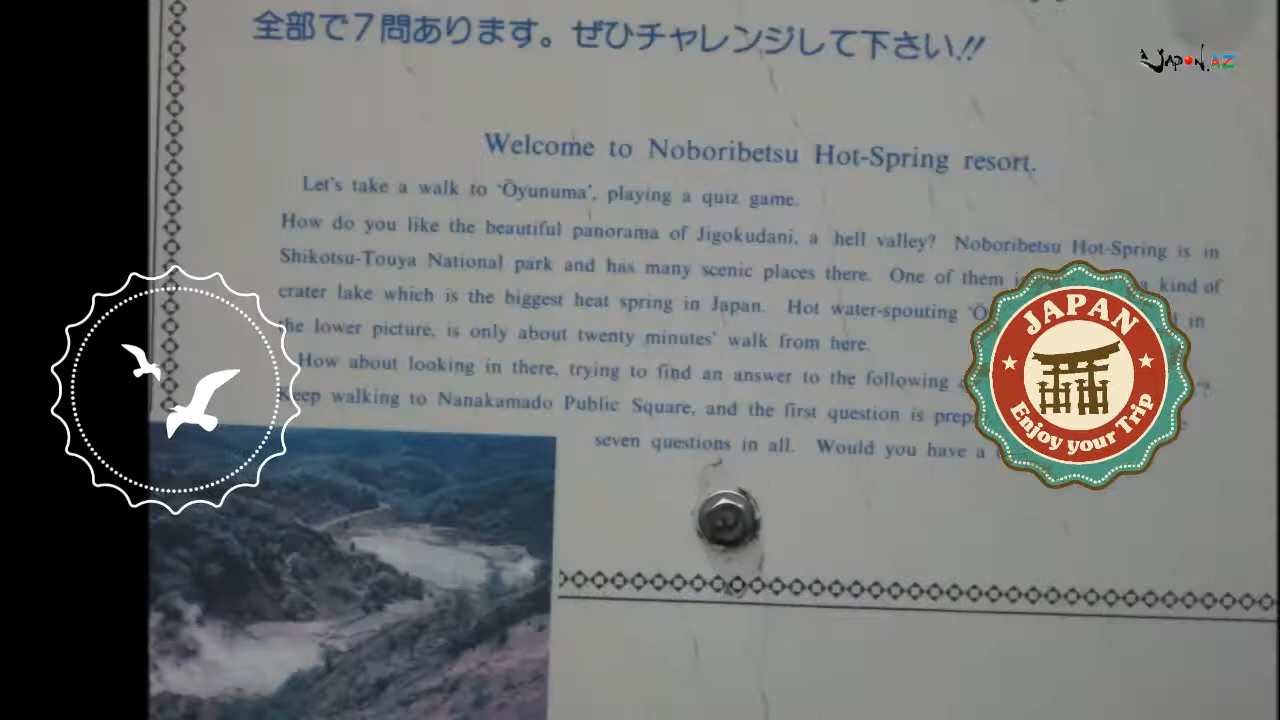 全部で7問あります。ぜひチャレンジして下さい!!
JAPON.AZ
Welcome to Noboribetsu Hot-Spring resort.
Let's take a walk to 'Ōyunuma', playing a quiz game.
How do you like the beautiful panorama of Jigokudani, a hell valley? Noboribetsu Hot-Spring is in
Shikotsu-Touya National park and has many scenic places there. One of them kind of
crater lake which is the biggest heat spring in Japan. Hot water-spouting in
the lower picture, is only about twenty minutes' walk from here.
How about looking in there, trying to find an answer to the following
Keep walking to Nanakamado Public Square, and the first question is
seven questions in all. Would you have a
JAPAN
Enjoy your Trip